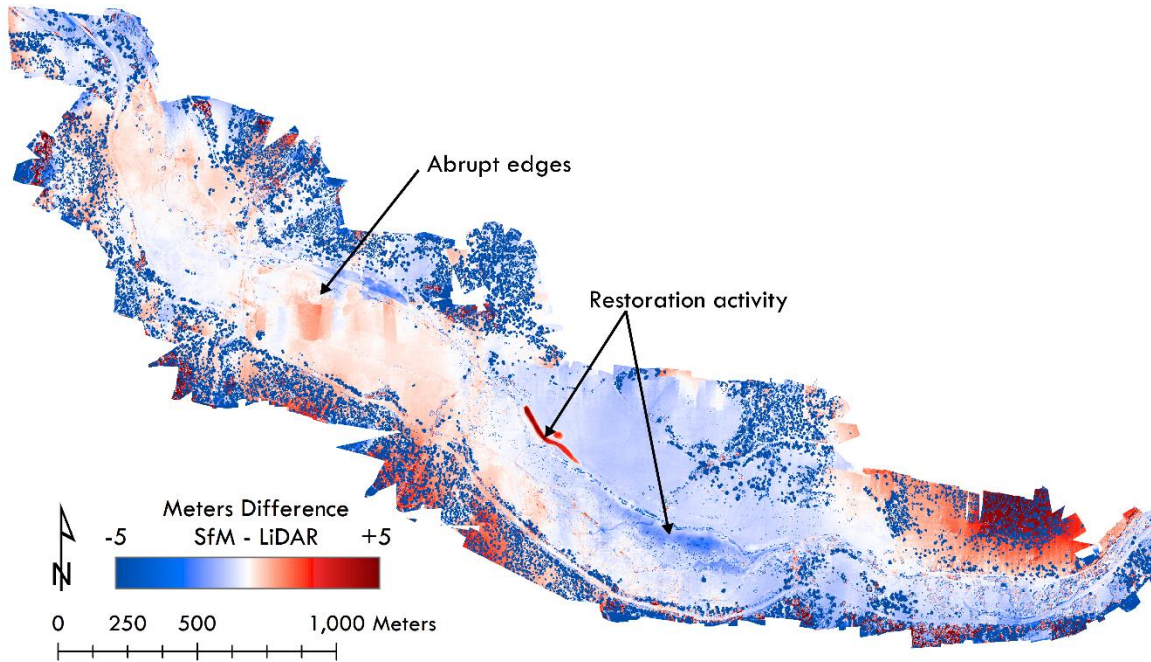 Abrupt edges
Restoration activity
Meters Difference
-5 SfM - LiDAR +5
N
0 250 500 1,000 Meters